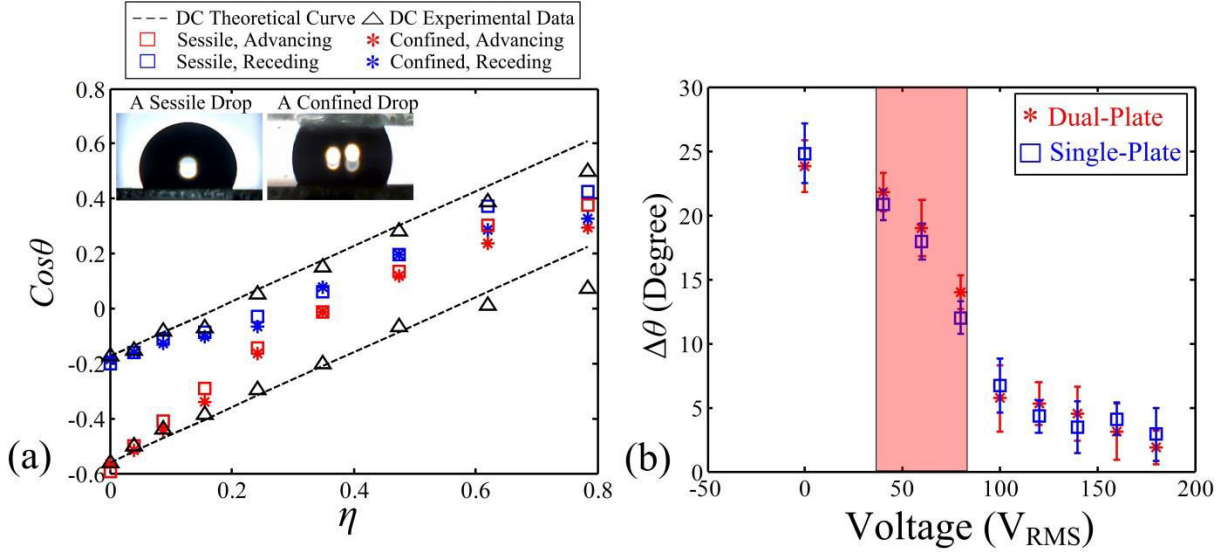 DC Theoretical Curve DC Experimental Data
Sessile, Advancing Confined, Advancing
Sessile, Receding Confined, Receding
A Sessile Drop A Confined Drop
0.8
0.6
0.4
0.2
0
-0.2
-0.4
-0.6
Cosθ
0 0.2 0.4 0.6 0.8
η
(a)
Dual-Plate
Single-Plate
30
25
20
15
10
5
0
Δθ (Degree)
-50 0 50 100 150 200
Voltage (VRMS)
(b)